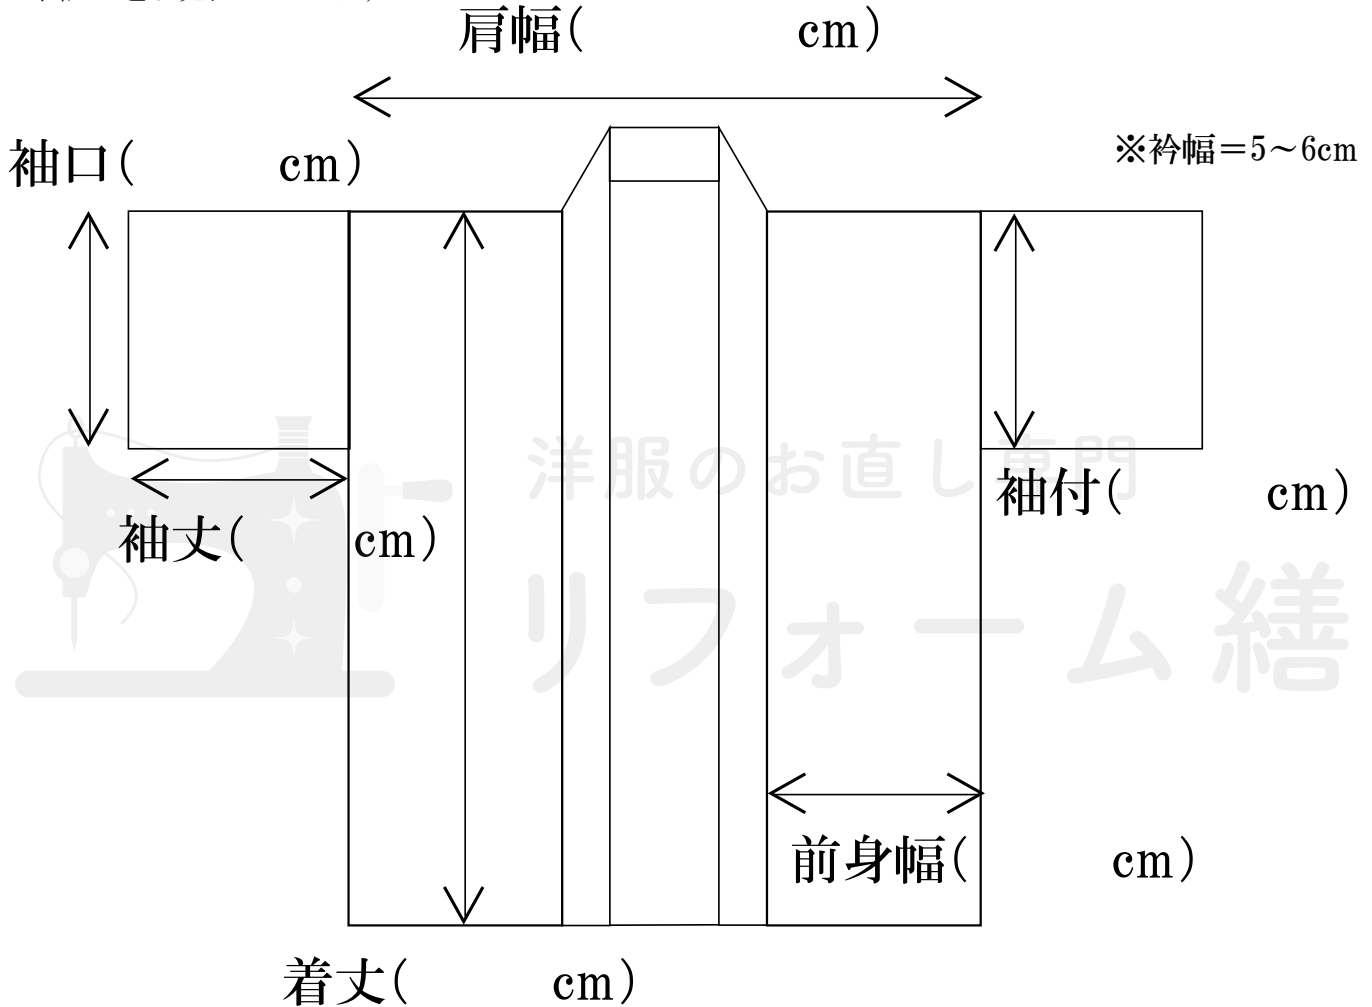 肩幅(　　　　cm)
袖口(　　　cm)
※衿幅＝5～6cm
洋服のお直し専門
袖付(　　　cm)
袖丈(　　cm)
リフォーム繕
前身幅(　　　cm)
着丈(　　　cm)